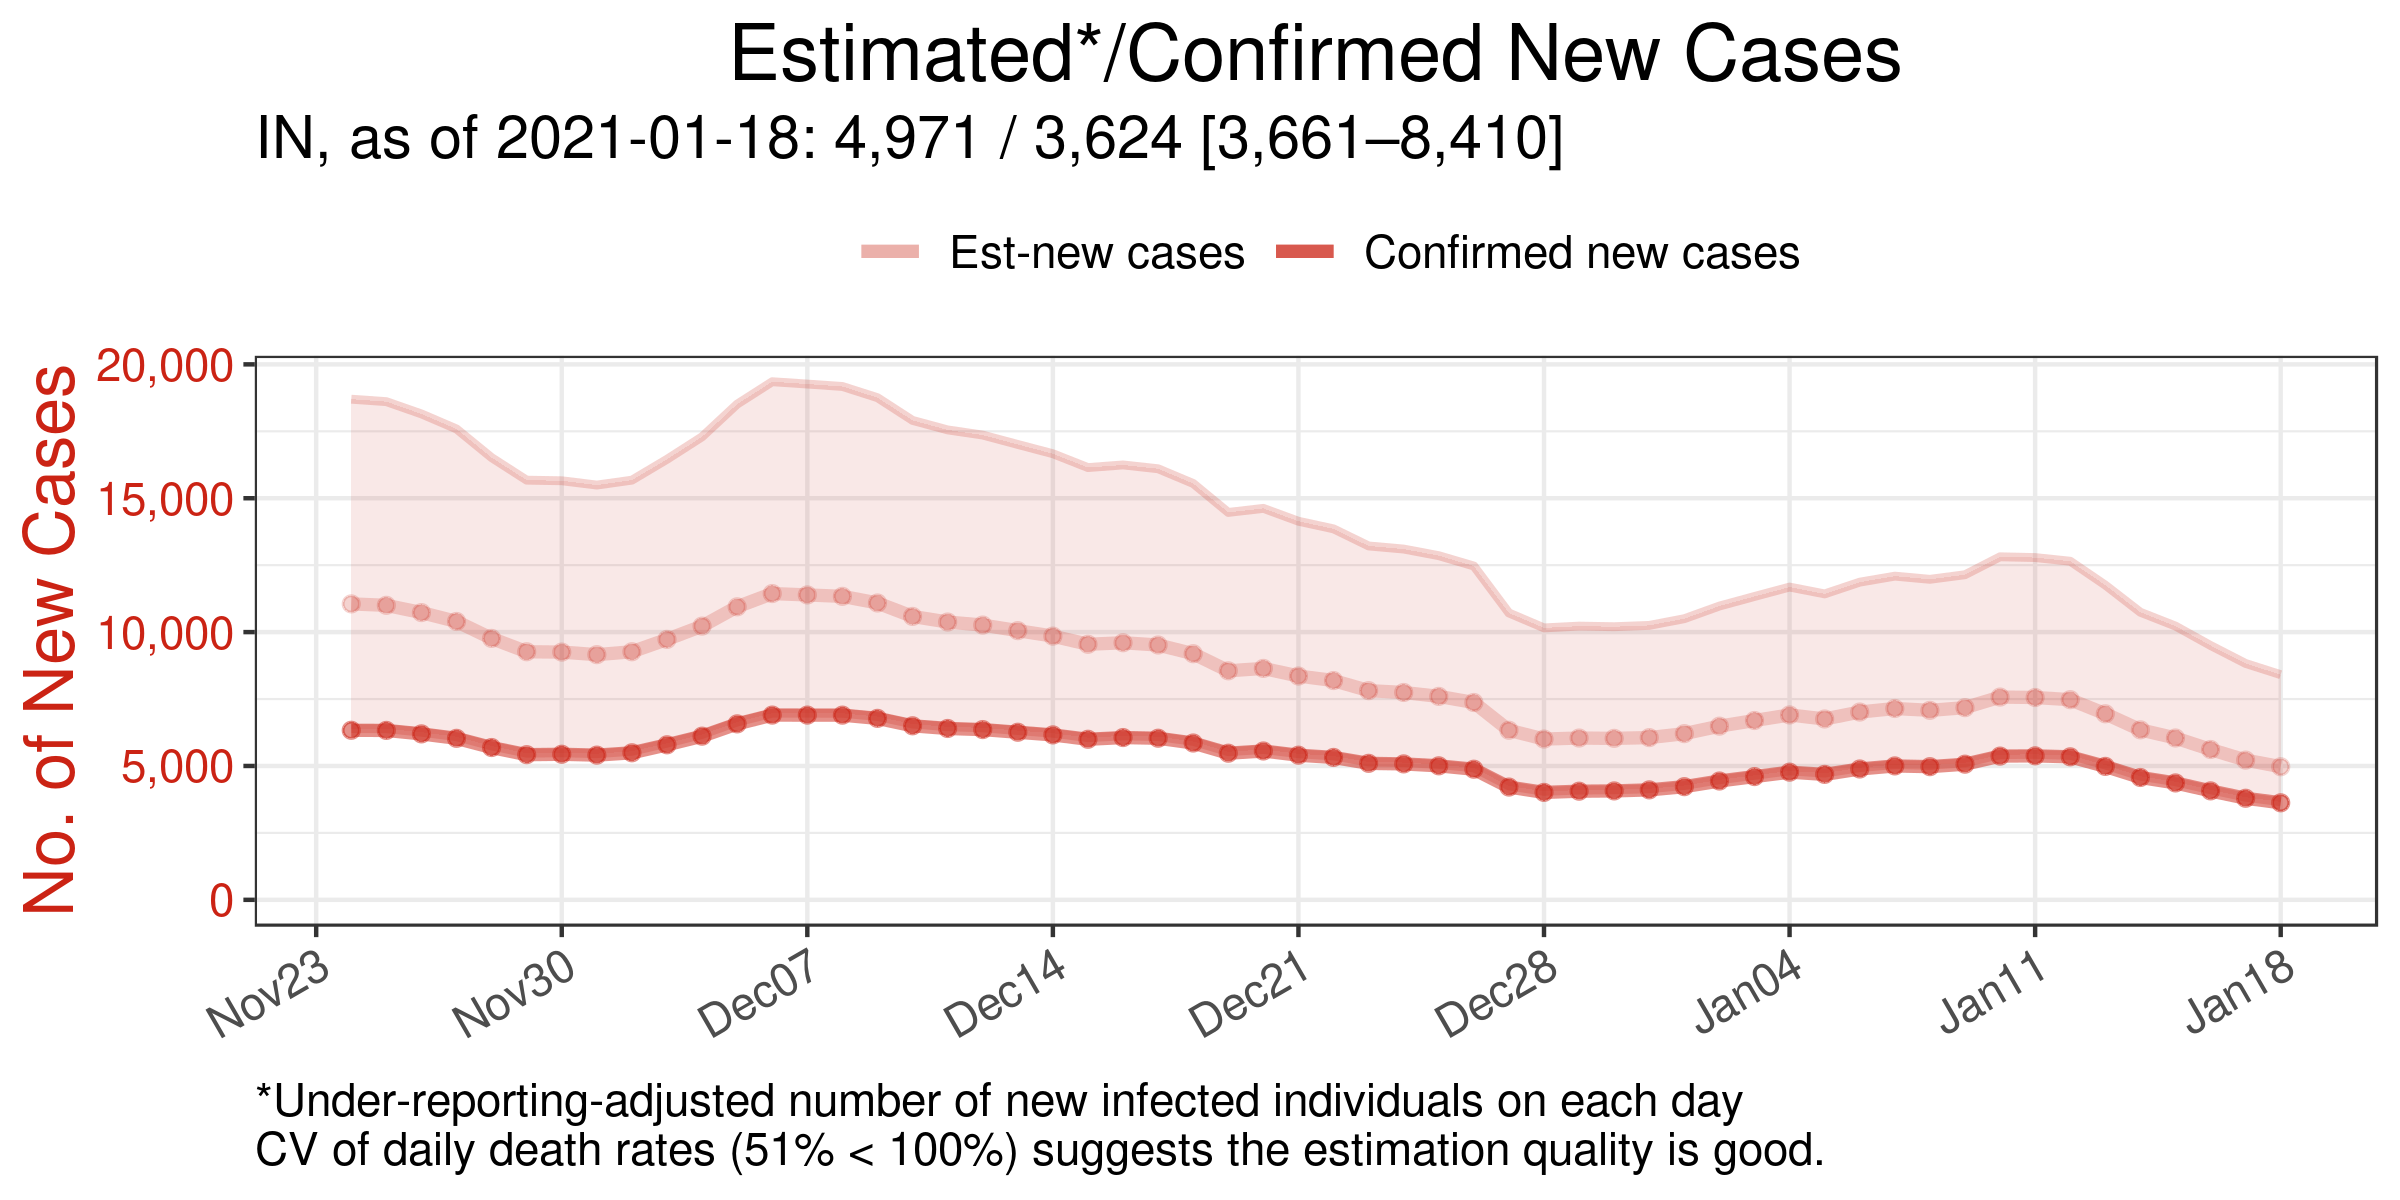 Estimated*/Confirmed New Cases
IN, as of 2021-01-18: 4,971 / 3,624 [3,661–8,410]
Est-new cases
Confirmed new cases
No. of New Cases
20,000
15,000
10,000
5,000
0
Nov23
Nov30
Dec07
Dec14
Dec21
Dec28
Jan04
Jan11
Jan18
*Under-reporting-adjusted number of new infected individuals on each day
CV of daily death rates (51% < 100%) suggests the estimation quality is good.